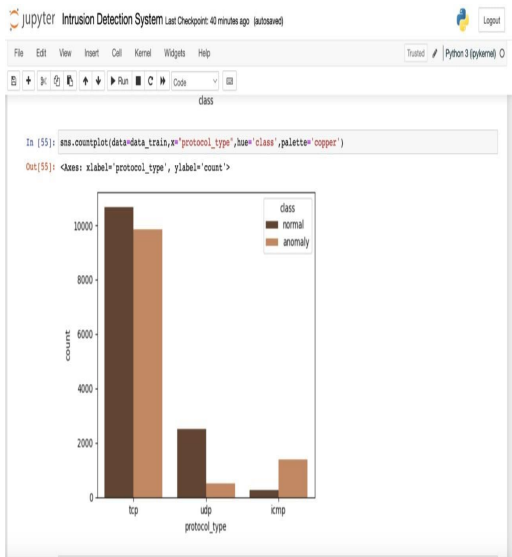 jupyter Intrusion Detection System Last Checkpoint: 40 minutes ago (autosaved)
Logout
File Edit View Insert Cell Kernel Widgets Help
Trusted Python 3 (ipykernel)
Run Code
class
In [55]: sns.countplot(data=data_train,x="protocol_type",hue='class',palette='copper')
Out[55]: <Axes: xlabel='protocol_type', ylabel='count'>
class
normal
anomaly
10000
8000
6000
4000
2000
0
count
tcp udp icmp
protocol_type